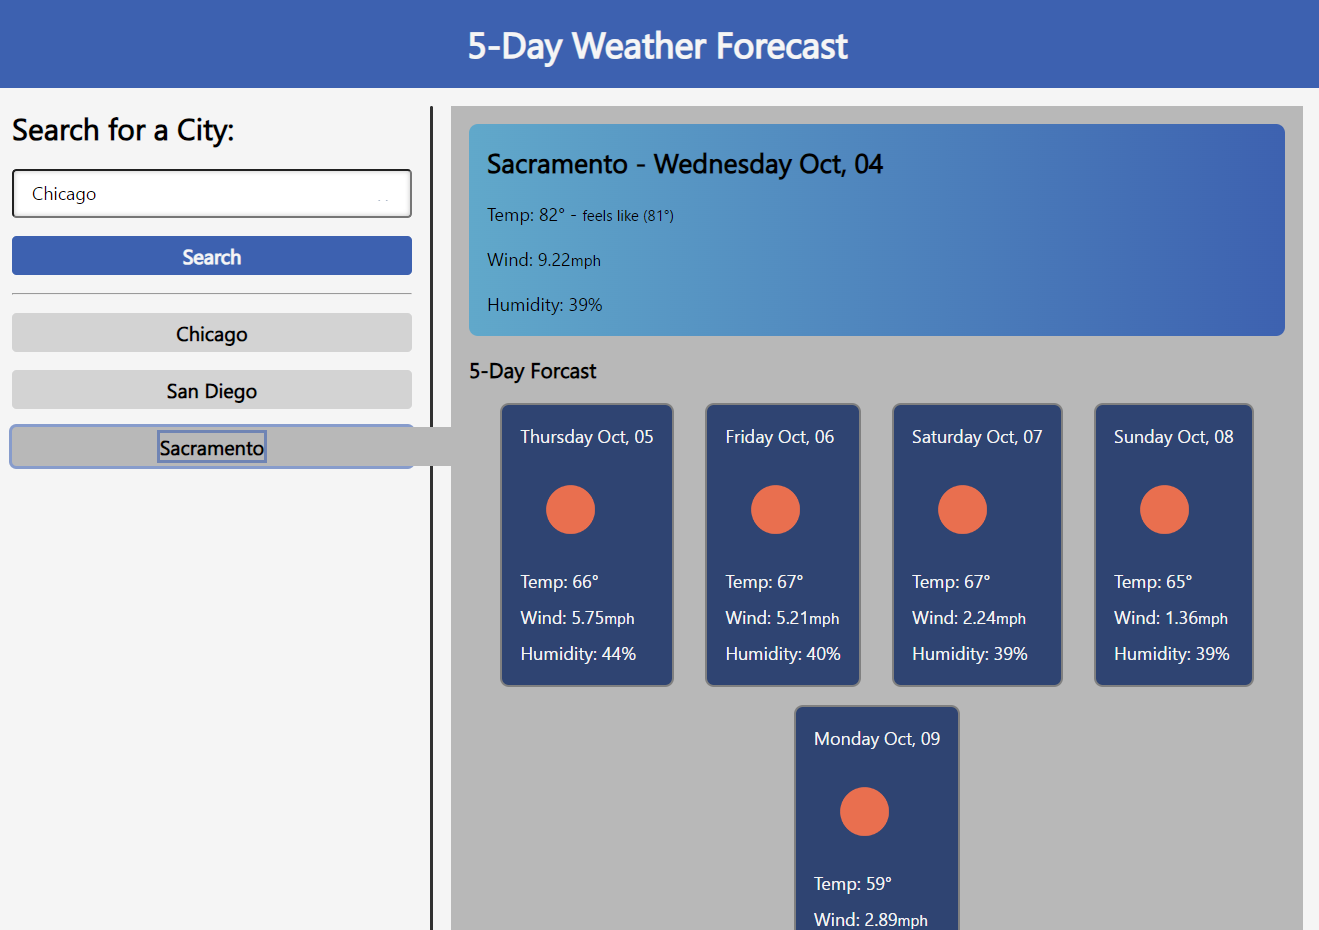 5-Day Weather Forecast
Search for a City:
Chicago
Search
Chicago
San Diego
Sacramento
Sacramento - Wednesday Oct, 04
Temp: 82° - feels like (81°)
Wind: 9.22mph
Humidity: 39%
5-Day Forcast
Thursday Oct, 05
Temp: 66°
Wind: 5.75mph
Humidity: 44%
Friday Oct, 06
Temp: 67°
Wind: 5.21mph
Humidity: 40%
Saturday Oct, 07
Temp: 67°
Wind: 2.24mph
Humidity: 39%
Sunday Oct, 08
Temp: 65°
Wind: 1.36mph
Humidity: 39%
Monday Oct, 09
Temp: 59°
Wind: 2.89mph